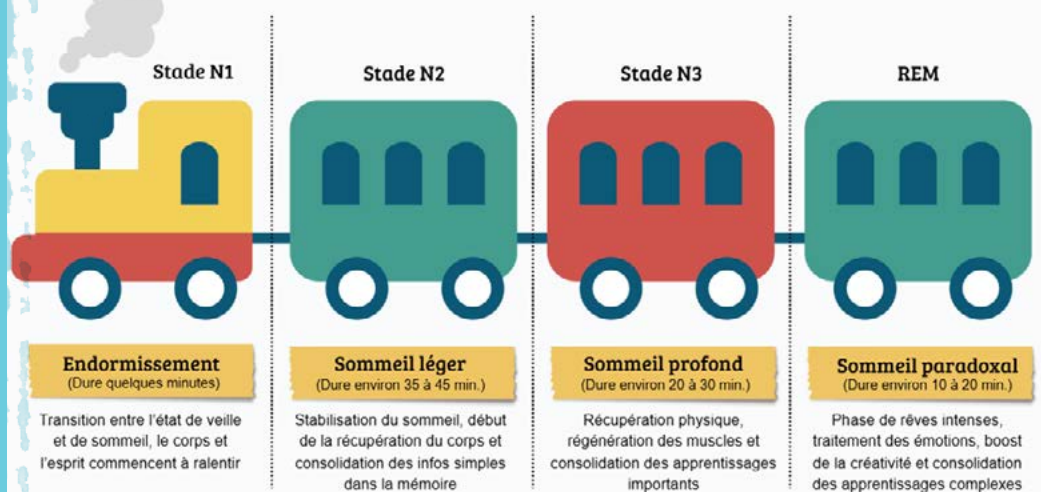 Stade N1
Endormissement
(Dure quelques minutes)
Transition entre l'état de veille
et de sommeil, le corps et
l'esprit commencent à ralentir
Stade N2
Sommeil léger
(Dure environ 35 à 45 min.)
Stabilisation du sommeil, début
de la récupération du corps et
consolidation des infos simples
dans la mémoire
Stade N3
Sommeil profond
(Dure environ 20 à 30 min.)
Récupération physique,
régénération des muscles et
consolidation des apprentissages
importants
REM
Sommeil paradoxal
(Dure environ 10 à 20 min.)
Phase de rêves intenses,
traitement des émotions, boost
de la créativité et consolidation
des apprentissages complexes